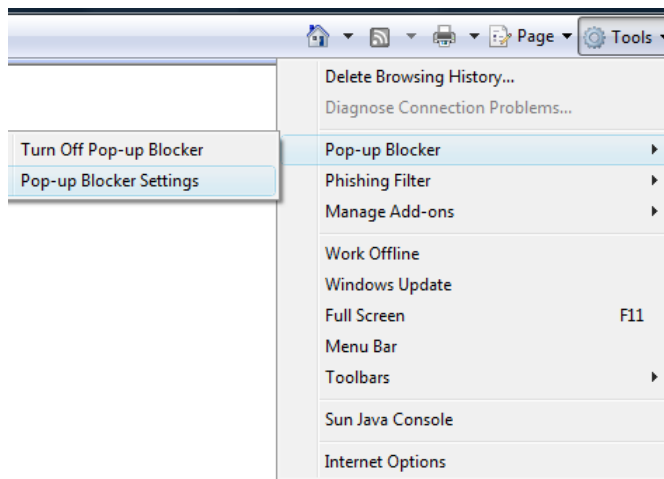 Page
Tools
Delete Browsing History...
Diagnose Connection Problems...
Turn Off Pop-up Blocker
Pop-up Blocker Settings
Pop-up Blocker
Phishing Filter
Manage Add-ons
Work Offline
Windows Update
Full Screen F11
Menu Bar
Toolbars
Sun Java Console
Internet Options